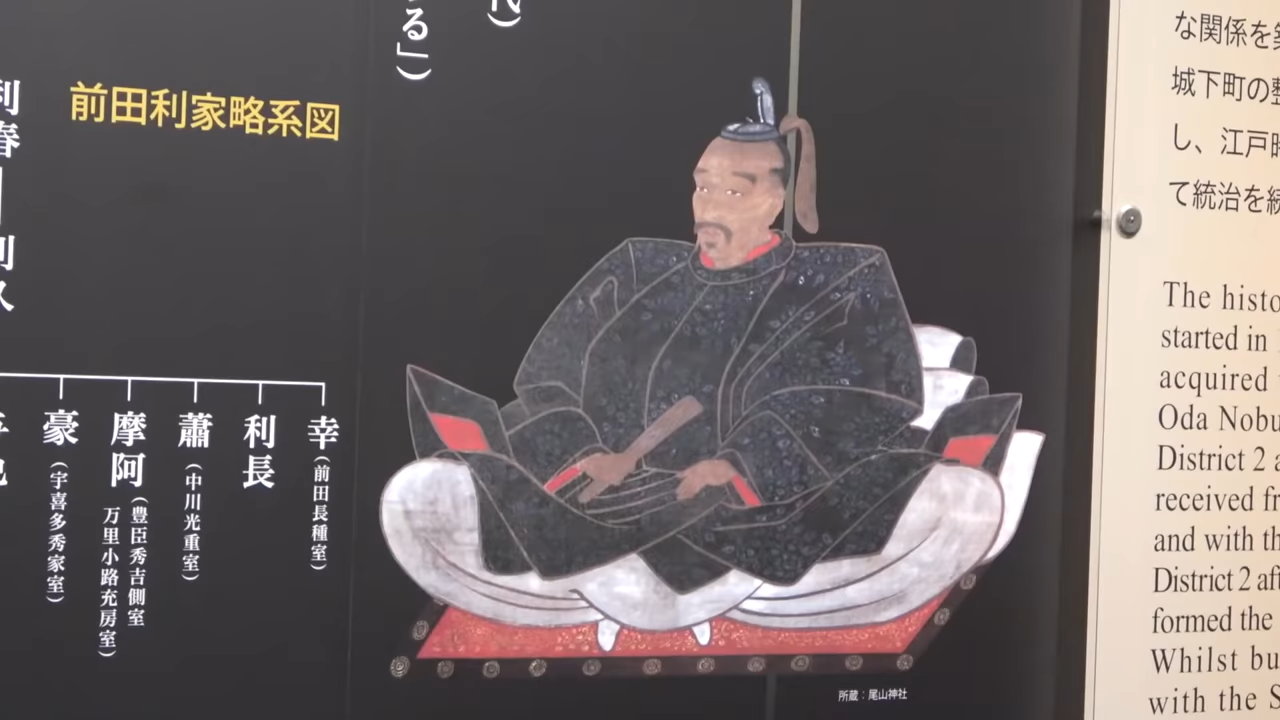 前田利家略系図
る」）
代）
利春
利久
幸（前田長種室）
利長
蕭（中川光重室）
摩阿（豊臣秀吉側室
万里小路充房室）
豪（宇喜多秀家室）
所蔵：尾山神社
な関係を
城下町の
し、江戸
て統治を
The histo
started in
acquired
Oda Nobu
District 2 a
received fr
and with th
District 2 aft
formed the
Whilst bu
with the S